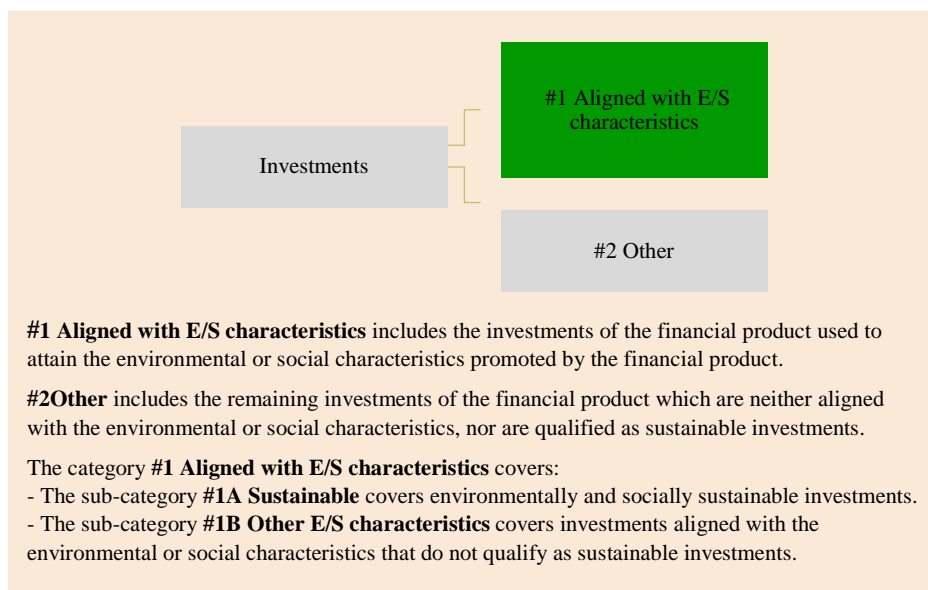 #1 Aligned with E/S
characteristics
Investments
#2 Other
#1 Aligned with E/S characteristics includes the investments of the financial product used to
attain the environmental or social characteristics promoted by the financial product.
#2Other includes the remaining investments of the financial product which are neither aligned
with the environmental or social characteristics, nor are qualified as sustainable investments.
The category #1 Aligned with E/S characteristics covers:
- The sub-category #1A Sustainable covers environmentally and socially sustainable investments.
- The sub-category #1B Other E/S characteristics covers investments aligned with the
environmental or social characteristics that do not qualify as sustainable investments.